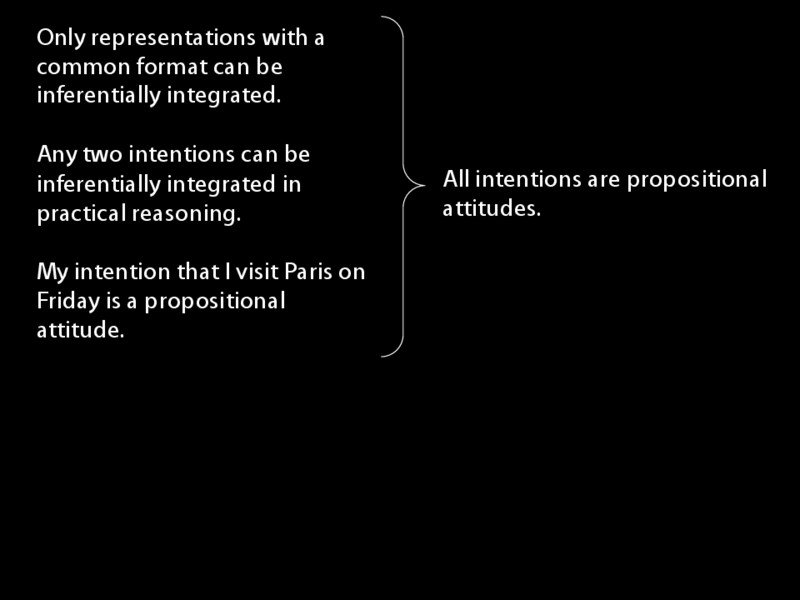 Only representations with a
common format can be
inferentially integrated.
Any two intentions can be
inferentially integrated in
practical reasoning.
My intention that I visit Paris on
Friday is a propositional
attitude.
All intentions are propositional
attitudes.